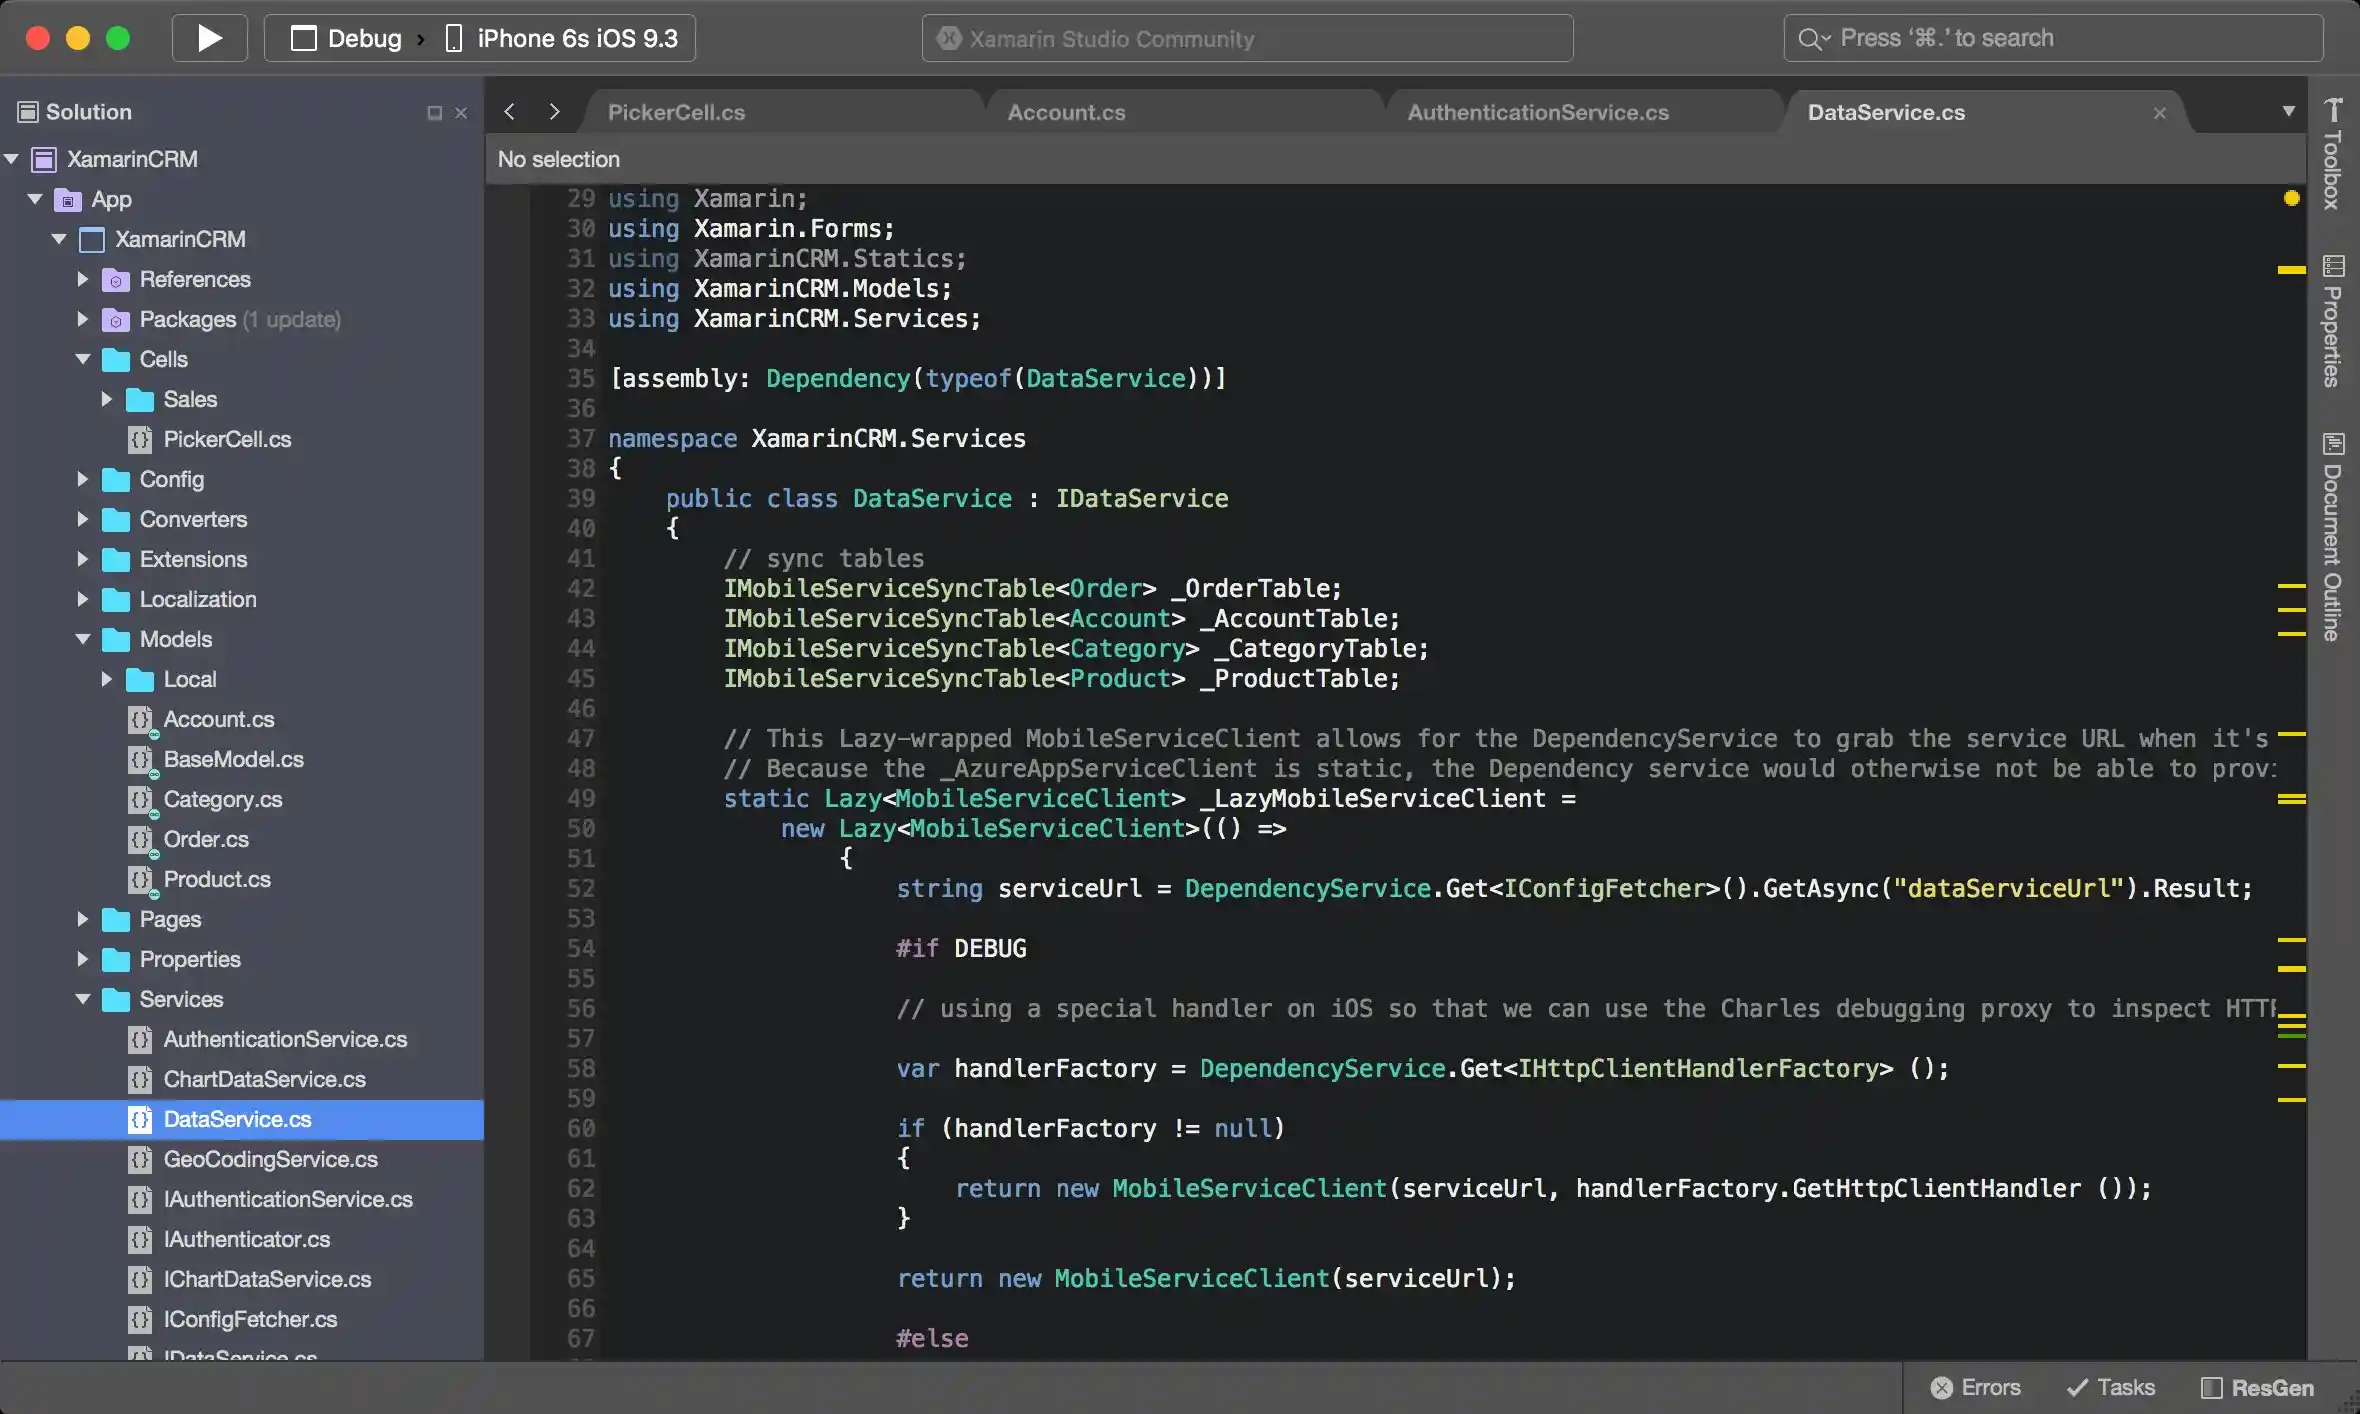 Debug › iPhone 6s iOS 9.3
Xamarin Studio Community
Press ‘⌘.’ to search
Solution
XamarinCRM
App
XamarinCRM
References
Packages (1 update)
Cells
Sales
PickerCell.cs
Config
Converters
Extensions
Localization
Models
Local
Account.cs
BaseModel.cs
Category.cs
Order.cs
Product.cs
Pages
Properties
Services
AuthenticationService.cs
ChartDataService.cs
DataService.cs
GeoCodingService.cs
IAuthenticationService.cs
IAuthenticator.cs
IChartDataService.cs
IConfigFetcher.cs
IDataService.cs
PickerCell.cs
Account.cs
AuthenticationService.cs
DataService.cs
No selection
29 using Xamarin;
30 using Xamarin.Forms;
31 using XamarinCRM.Statics;
32 using XamarinCRM.Models;
33 using XamarinCRM.Services;
34
35 [assembly: Dependency(typeof(DataService))]
36
37 namespace XamarinCRM.Services
38 {
39     public class DataService : IDataService
40     {
41         // sync tables
42         IMobileServiceSyncTable<Order> _OrderTable;
43         IMobileServiceSyncTable<Account> _AccountTable;
44         IMobileServiceSyncTable<Category> _CategoryTable;
45         IMobileServiceSyncTable<Product> _ProductTable;
46
47         // This Lazy-wrapped MobileServiceClient allows for the DependencyService to grab the service URL when it's
48         // Because the _AzureAppServiceClient is static, the Dependency service would otherwise not be able to provi
49         static Lazy<MobileServiceClient> _LazyMobileServiceClient =
50             new Lazy<MobileServiceClient>(() =>
51                 {
52                     string serviceUrl = DependencyService.Get<IConfigFetcher>().GetAsync("dataServiceUrl").Result;
53
54                     #if DEBUG
55
56                     // using a special handler on iOS so that we can use the Charles debugging proxy to inspect HTTP
57
58                     var handlerFactory = DependencyService.Get<IHttpClientHandlerFactory> ();
59
60                     if (handlerFactory != null)
61                     {
62                         return new MobileServiceClient(serviceUrl, handlerFactory.GetHttpClientHandler ());
63                     }
64
65                     return new MobileServiceClient(serviceUrl);
66
67                     #else
Toolbox
Properties
Document Outline
Errors
Tasks
ResGen